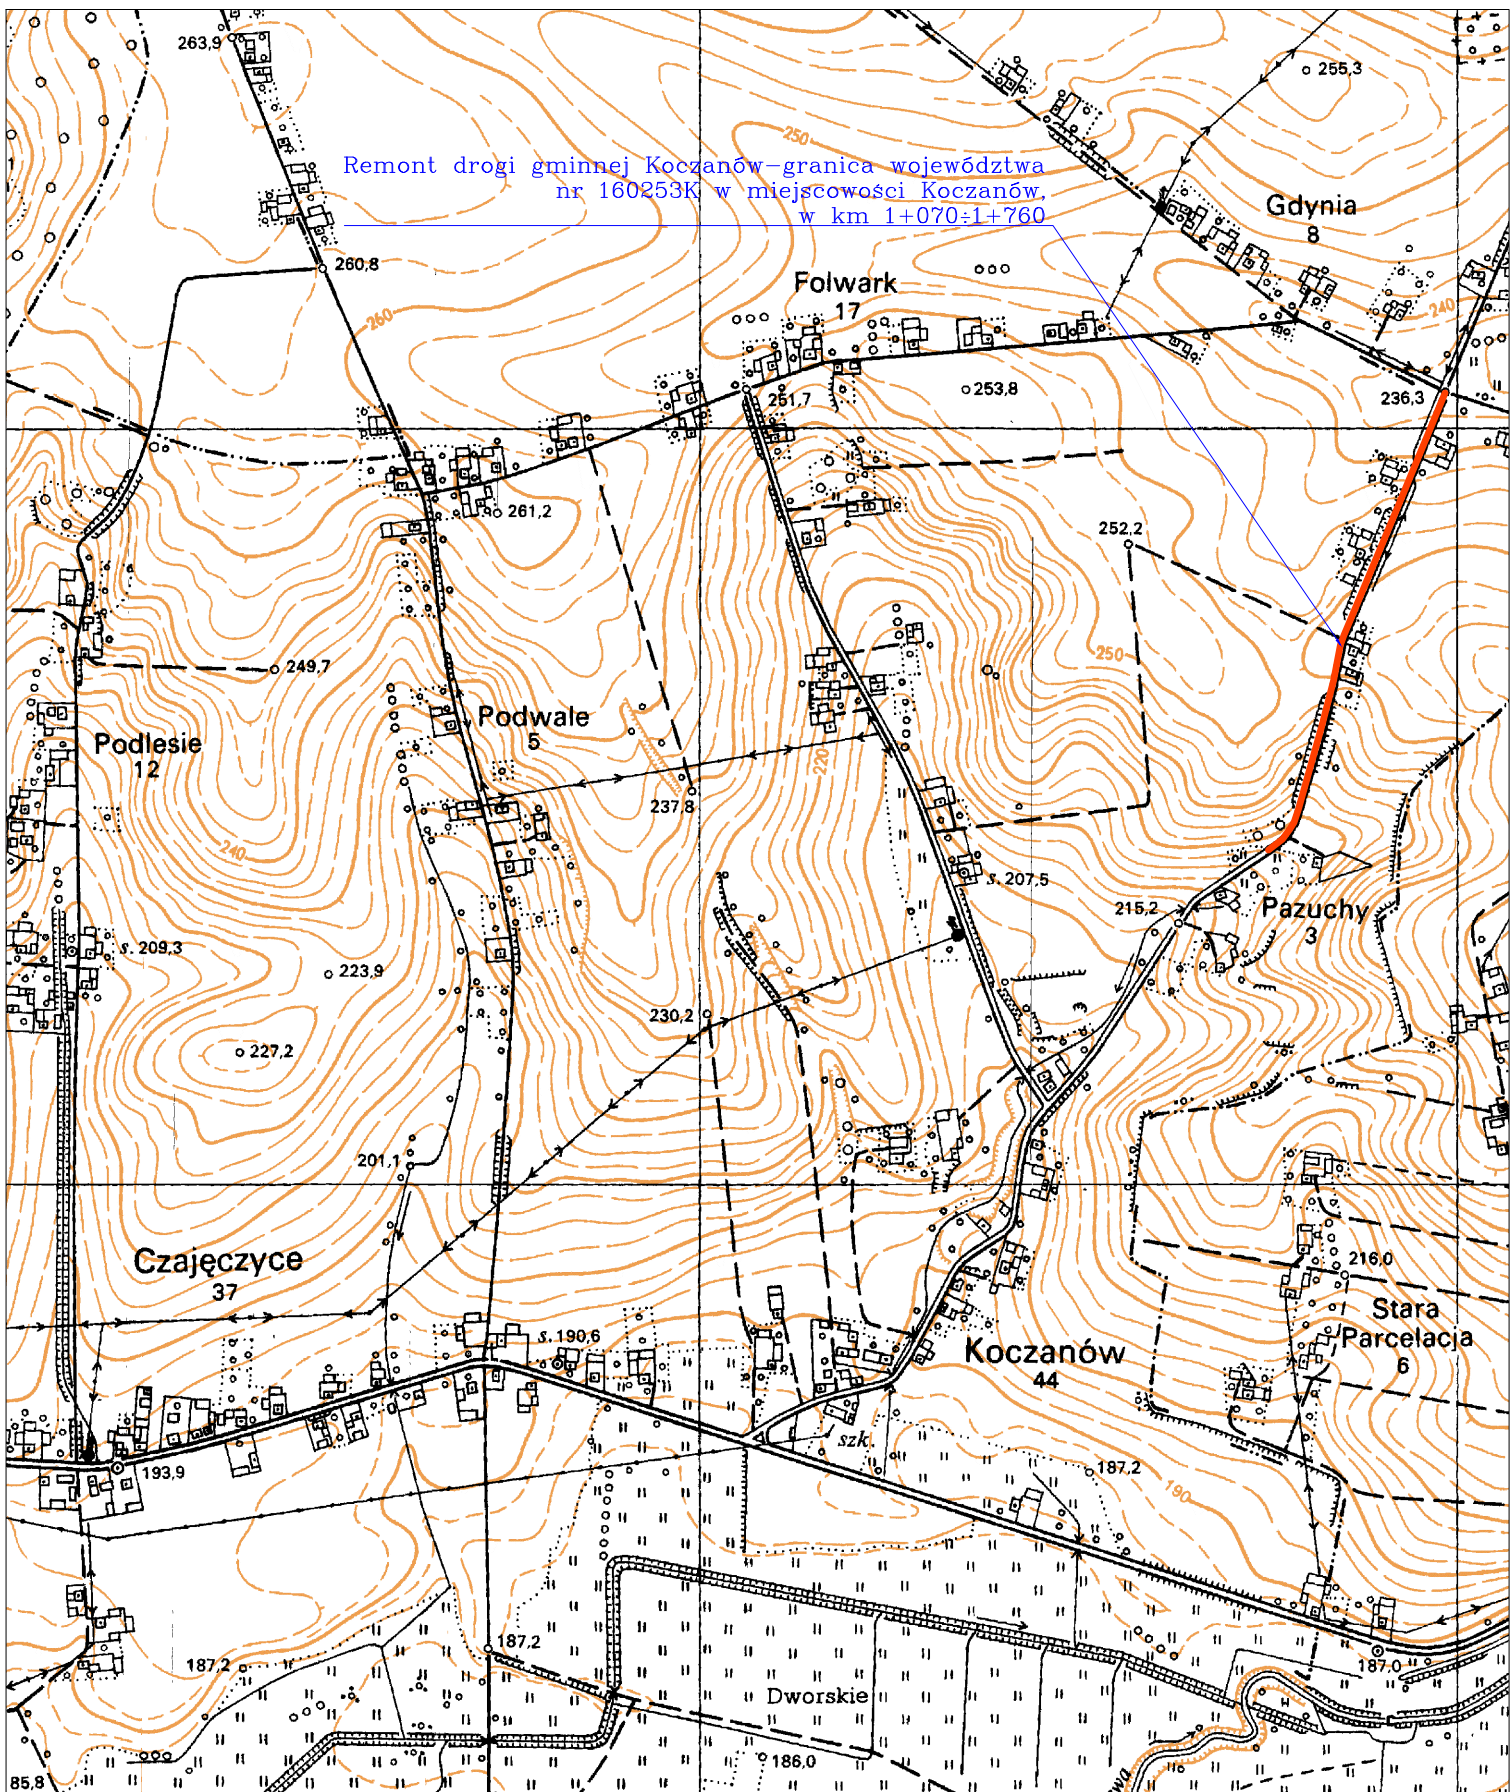 263,9
255,3
250
Remont drogi gminnej Koczanów-granica województwa
nr 160253K w miejscowości Koczanów,
w km 1+070÷1+760
Gdynia
8
260,8
Folwark
17
260
240
251,7
253,8
236,3
261,2
252,2
249,7
250
Podwale
5
Podlesie
12
220
237,8
240
s. 207,5
215,2
Pazuchy
3
s. 209,3
223,9
230,2
227,2
201,1
Czajęczyce
37
216,0
Stara
Parcelacja
6
s. 190,6
Koczanów
44
szk.
193,9
187,2
190
187,2
187,2
187,0
Dworskie
186,0
85,8